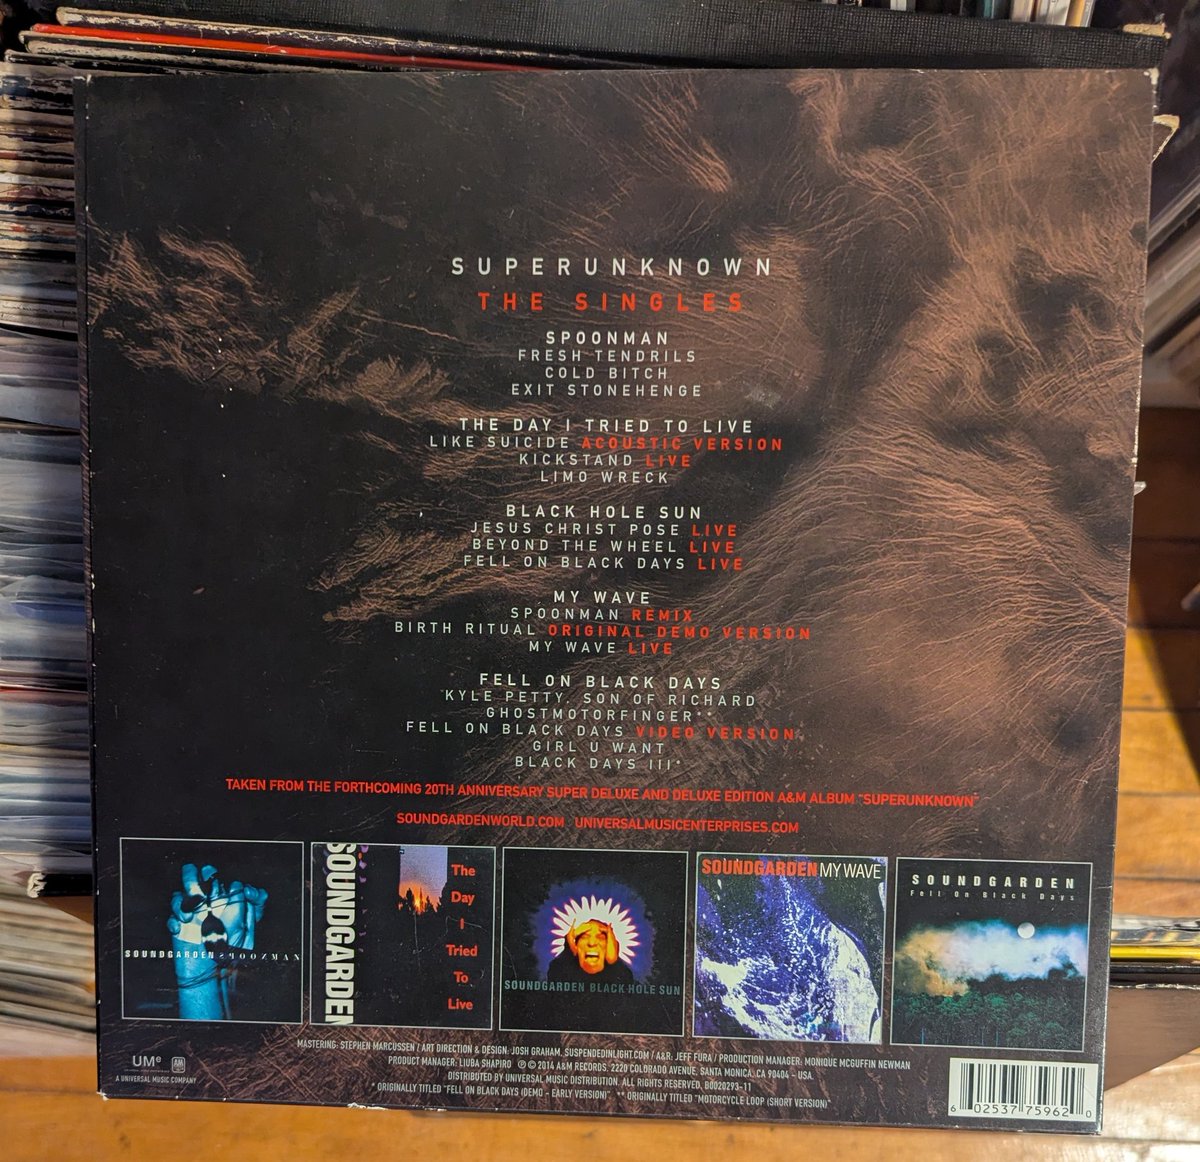 SUPERUNKNOWN
THE SINGLES
SPOONMAN
FRESH TENDRILS
COLD BITCH
EXIT STONEHENGE
THE DAY I TRIED TO LIVE
LIKE SUICIDE ACOUSTIC VERSION
KICKSTAND LIVE
LIMO WRECK
BLACK HOLE SUN
JESUS CHRIST POSE LIVE
BEYOND THE WHEEL LIVE
FELL ON BLACK DAYS LIVE
MY WAVE
SPOONMAN REMIX
BIRTH RITUAL ORIGINAL DEMO VERSION
MY WAVE LIVE
FELL ON BLACK DAYS
KYLE PETTY, SON OF RICHARD
GHOSTMOTORFINGER**
FELL ON BLACK DAYS VIDEO VERSION
GIRL U WANT
BLACK DAYS III*
TAKEN FROM THE FORTHCOMING 20TH ANNIVERSARY SUPER DELUXE AND DELUXE EDITION A&M ALBUM "SUPERUNKNOWN"
SOUNDGARDENWORLD.COM UNIVERSALMUSICENTERPRISES.COM
SOUNDGARDEN SPOONMAN
SOUNDGARDEN
The
Day
I
Tried
To
Live
SOUNDGARDEN BLACK HOLE SUN
SOUNDGARDEN MY WAVE
SOUNDGARDEN
Fell On Black Days
MASTERING: STEPHEN MARCUSSEN / ART DIRECTION & DESIGN: JOSH GRAHAM, SUSPENDEDINLIGHT.COM / A&R: JEFF FURA / PRODUCTION MANAGER: MONIQUE MCGUFFIN NEWMAN
PRODUCT MANAGER: LIUBA SHAPIRO ℗ © 2014 A&M RECORDS, 2220 COLORADO AVENUE, SANTA MONICA, CA 90404 - USA.
DISTRIBUTED BY UNIVERSAL MUSIC DISTRIBUTION. ALL RIGHTS RESERVED. B0020293-11
* ORIGINALLY TITLED "FELL ON BLACK DAYS (DEMO - EARLY VERSION)". ** ORIGINALLY TITLED "MOTORCYCLE LOOP (SHORT VERSION)"
UMe
A&M
A UNIVERSAL MUSIC COMPANY
6 02537 75962 0